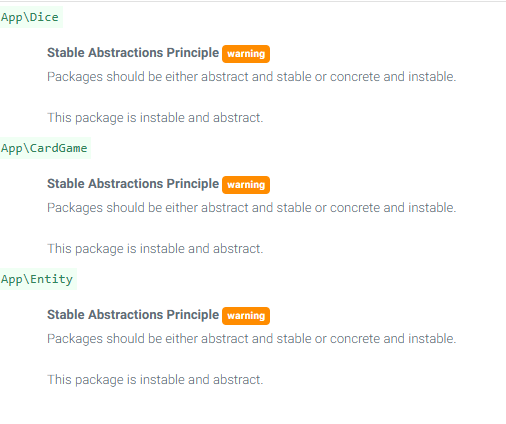 App\Dice
Stable Abstractions Principle warning
Packages should be either abstract and stable or concrete and instable.
This package is instable and abstract.
App\CardGame
Stable Abstractions Principle warning
Packages should be either abstract and stable or concrete and instable.
This package is instable and abstract.
App\Entity
Stable Abstractions Principle warning
Packages should be either abstract and stable or concrete and instable.
This package is instable and abstract.